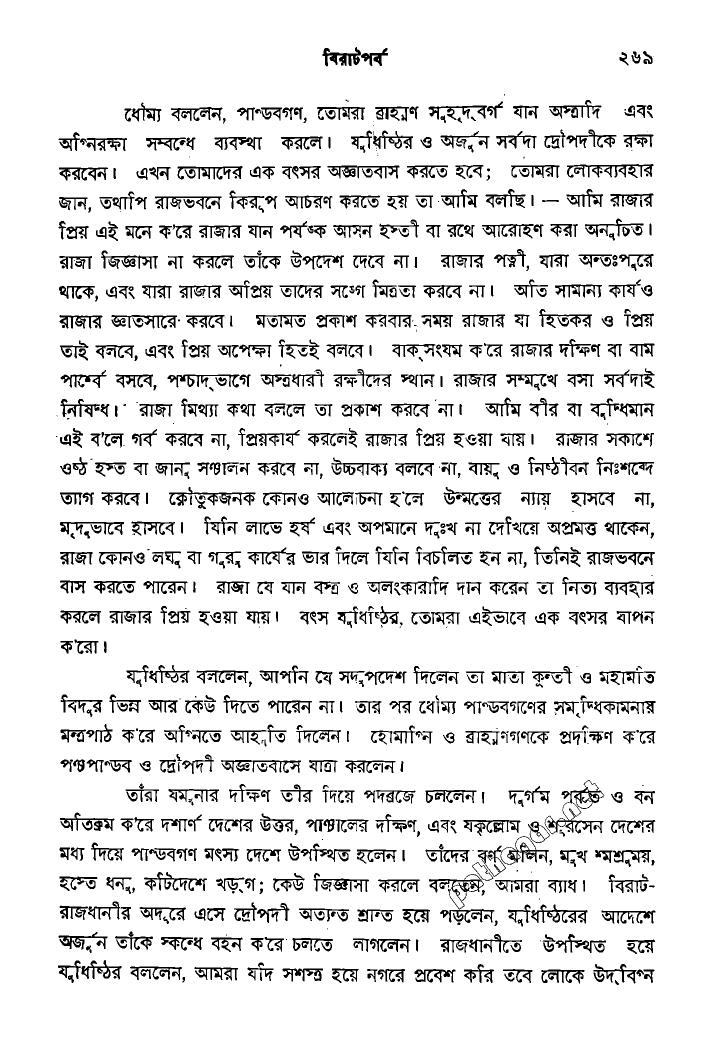 বিরাটপর্ব ২৬৯
ধৌম্য বললেন, পাণ্ডবগণ, তোমরা ব্রাহ্মণ সুহৃদ্‌বর্গ যান অস্ত্রাদি এবং
অগ্নিরক্ষা সম্বন্ধে ব্যবস্থা করলে। যুধিষ্ঠির ও অর্জুন সর্বদা দ্রৌপদীকে রক্ষা
করবেন। এখন তোমাদের এক বৎসর অজ্ঞাতবাস করতে হবে; তোমরা লোকব্যবহার
জান, তথাপি রাজভবনে কিরূপ আচরণ করতে হয় তা আমি বলছি। — আমি রাজার
প্রিয় এই মনে ক'রে রাজার যান পর্যঙ্ক আসন হস্তী বা রথে আরোহণ করা অনুচিত।
রাজা জিজ্ঞাসা না করলে তাঁকে উপদেশ দেবে না। রাজার পত্নী, যারা অন্তঃপুরে
থাকে, এবং যারা রাজার অপ্রিয় তাদের সঙ্গে মিত্রতা করবে না। অতি সামান্য কার্যও
রাজার জ্ঞাতসারে করবে। মতামত প্রকাশ করবার সময় রাজার যা হিতকর ও প্রিয়
তাই বলবে, এবং প্রিয় অপেক্ষা হিতই বলবে। বাক্‌সংযম ক'রে রাজার দক্ষিণ বা বাম
পার্শ্বে বসবে, পশ্চাদ্‌ভাগে অস্ত্রধারী রক্ষীদের স্থান। রাজার সম্মুখে বসা সর্বদাই
নিষিদ্ধ। রাজা মিথ্যা কথা বললে তা প্রকাশ করবে না। আমি বীর বা বুদ্ধিমান
এই ব'লে গর্ব করবে না, প্রিয়কার্য করলেই রাজার প্রিয় হওয়া যায়। রাজার সকাশে
ওষ্ঠ হস্ত বা জানু সঞ্চালন করবে না, উচ্চবাক্য বলবে না, বায়ু ও নিষ্ঠীবন নিঃশব্দে
ত্যাগ করবে। কৌতুকজনক কোনও আলোচনা হ'লে উন্মত্তের ন্যায় হাসবে না,
মৃদুভাবে হাসবে। যিনি লাভে হর্ষ এবং অপমানে দুঃখ না দেখিয়ে অপ্রমত্ত থাকেন,
রাজা কোনও লঘু বা গুরু কার্যের ভার দিলে যিনি বিচলিত হন না, তিনিই রাজভবনে
বাস করতে পারেন। রাজা যে যান বস্ত্র ও অলংকারাদি দান করেন তা নিত্য ব্যবহার
করলে রাজার প্রিয় হওয়া যায়। বৎস যুধিষ্ঠির, তোমরা এইভাবে এক বৎসর যাপন
ক'রো।
যুধিষ্ঠির বললেন, আপনি যে সদুপদেশ দিলেন তা মাতা কুন্তী ও মহামতি
বিদুর ভিন্ন আর কেউ দিতে পারেন না। তার পর ধৌম্য পাণ্ডবগণের সমৃদ্ধিকামনায়
মন্ত্রপাঠ ক'রে অগ্নিতে আহুতি দিলেন। হোমাগ্নি ও ব্রাহ্মণগণকে প্রদক্ষিণ ক'রে
পঞ্চপাণ্ডব ও দ্রৌপদী অজ্ঞাতবাসে যাত্রা করলেন।
তাঁরা যমুনার দক্ষিণ তীর দিয়ে পদব্রজে চললেন। দুর্গম পর্বত ও বন
অতিক্রম ক'রে দশার্ণ দেশের উত্তর, পাঞ্চালের দক্ষিণ, এবং যকৃল্লোম ও শূরসেন দেশের
মধ্য দিয়ে পাণ্ডবগণ মৎস্য দেশে উপস্থিত হলেন। তাঁদের বর্ণ মলিন, মুখ শ্মশ্রুময়,
হস্তে ধনু, কটিদেশে খড়্‌গ; কেউ জিজ্ঞাসা করলে বলতেন, আমরা ব্যাধ। বিরাট-
রাজধানীর অদূরে এসে দ্রৌপদী অত্যন্ত শ্রান্ত হয়ে পড়লেন, যুধিষ্ঠিরের আদেশে
অর্জুন তাঁকে স্কন্ধে বহন ক'রে চলতে লাগলেন। রাজধানীতে উপস্থিত হয়ে
যুধিষ্ঠির বললেন, আমরা যদি সশস্ত্র হয়ে নগরে প্রবেশ করি তবে লোকে উদ্‌বিগ্ন